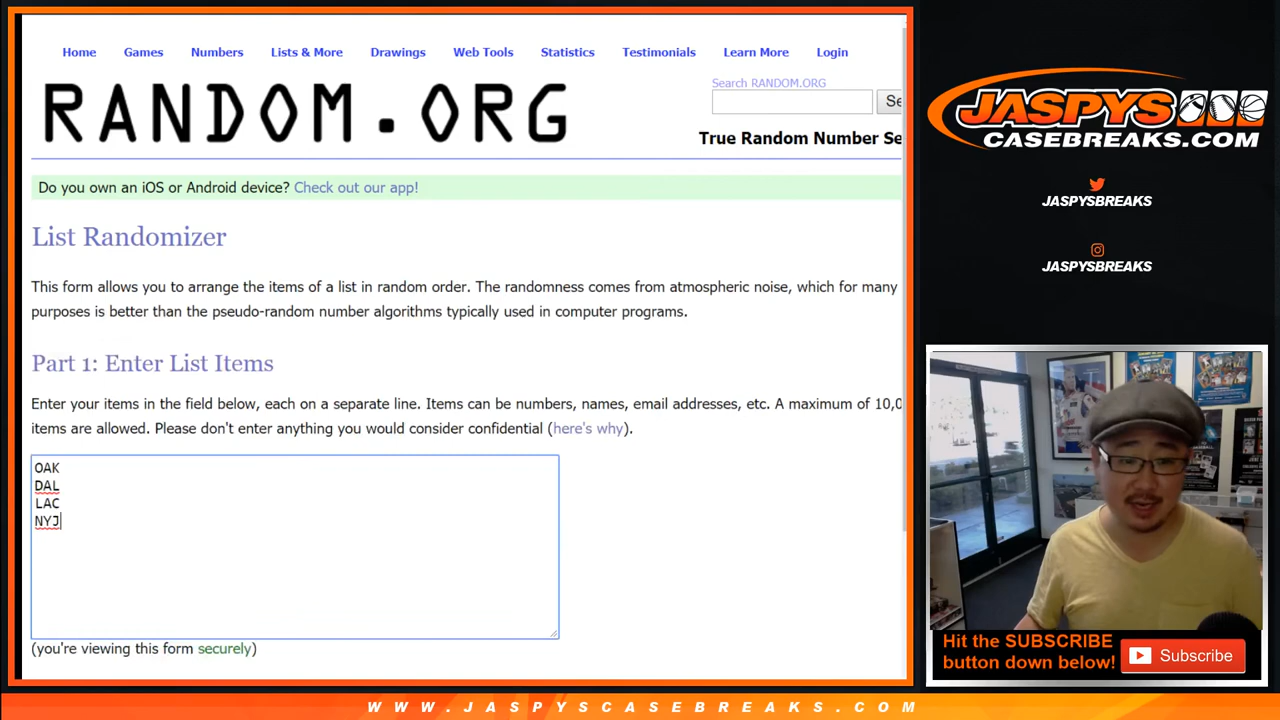 Home Games Numbers Lists & More Drawings Web Tools Statistics Testimonials Learn More Login
RANDOM.ORG
Search RANDOM.ORG
Se
True Random Number Se
Do you own an iOS or Android device? Check out our app!
List Randomizer
This form allows you to arrange the items of a list in random order. The randomness comes from atmospheric noise, which for many
purposes is better than the pseudo-random number algorithms typically used in computer programs.
Part 1: Enter List Items
Enter your items in the field below, each on a separate line. Items can be numbers, names, email addresses, etc. A maximum of 10,0
items are allowed. Please don't enter anything you would consider confidential (here's why).
OAK
DAL
LAC
NYJ
(you're viewing this form securely)
JASPYS
CASEBREAKS.COM
JASPYSBREAKS
JASPYSBREAKS
Hit the SUBSCRIBE
button down below!
Subscribe
WWW.JASPYSCASEBREAKS.COM